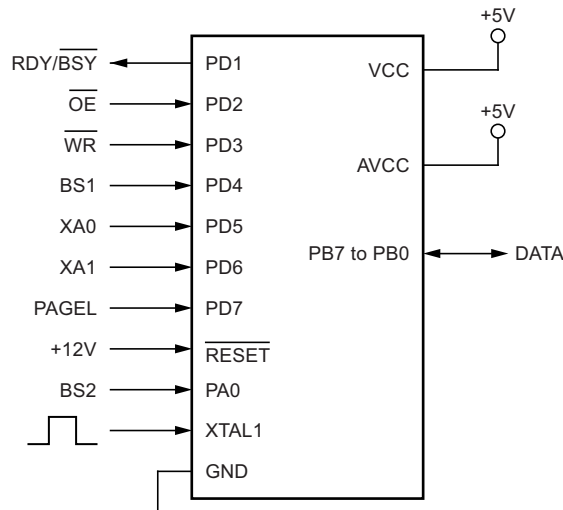 +5V
RDY/BSY PD1 VCC
OE PD2
+5V
WR PD3
BS1 PD4 AVCC
XA0 PD5
PB7 to PB0 DATA
XA1 PD6
PAGEL PD7
+12V RESET
BS2 PA0
XTAL1
GND